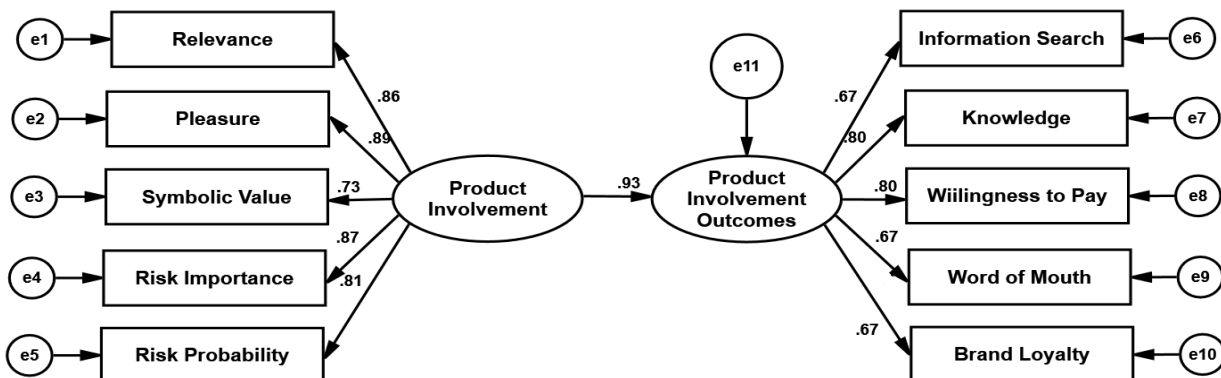 e1
Relevance
.86
e2
Pleasure
.89
e3
Symbolic Value
.73
e4
Risk Importance
.87
e5
Risk Probability
.81
Product
Involvement
.93
e11
Product
Involvement
Outcomes
.67
Information Search
e6
.80
Knowledge
e7
.80
Wiilingness to Pay
e8
.67
Word of Mouth
e9
.67
Brand Loyalty
e10